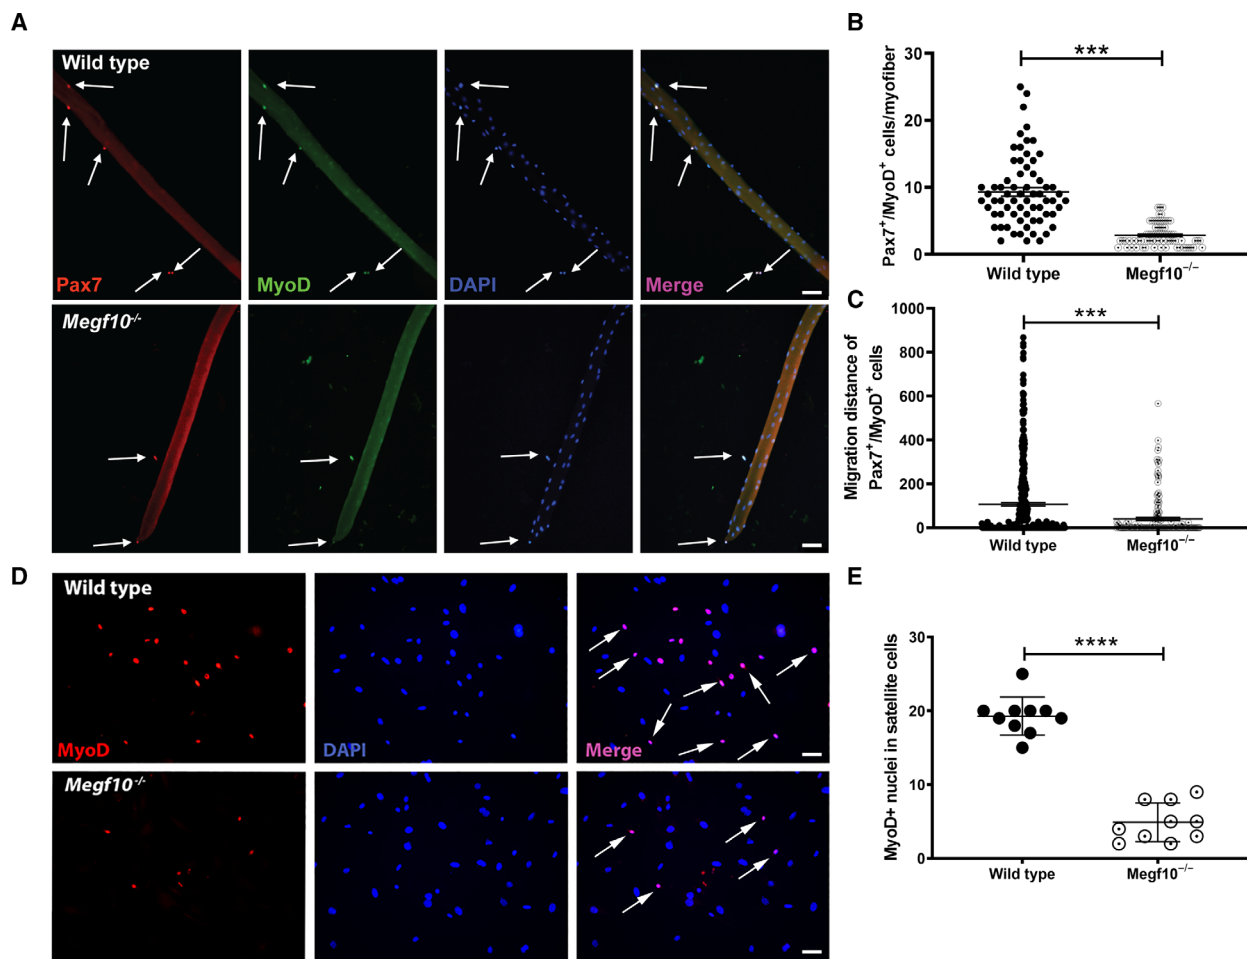 A
Wild type
Pax7
MyoD
DAPI
Merge
Megf10-/-
B
Pax7+/MyoD+ cells/myofiber
30
20
10
0
***
Wild type
Megf10−/−
C
Migration distance of
Pax7+/MyoD+ cells
1000
800
600
400
200
0
***
Wild type
Megf10−/−
D
Wild type
MyoD
DAPI
Merge
Megf10-/-
E
MyoD+ nuclei in satellite cells
30
20
10
0
****
Wild type
Megf10−/−